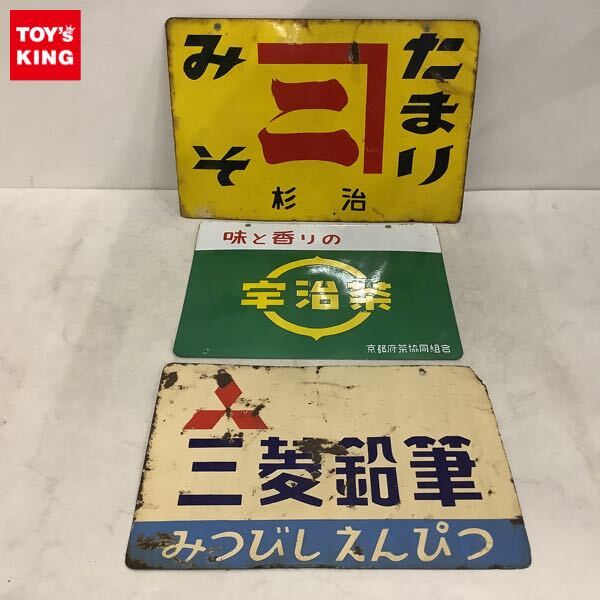 TOY's
KING
たまり
みそ
三
杉治
味と香りの
宇治茶
京都府茶協同組合
三菱鉛筆
みつびしえんぴつ